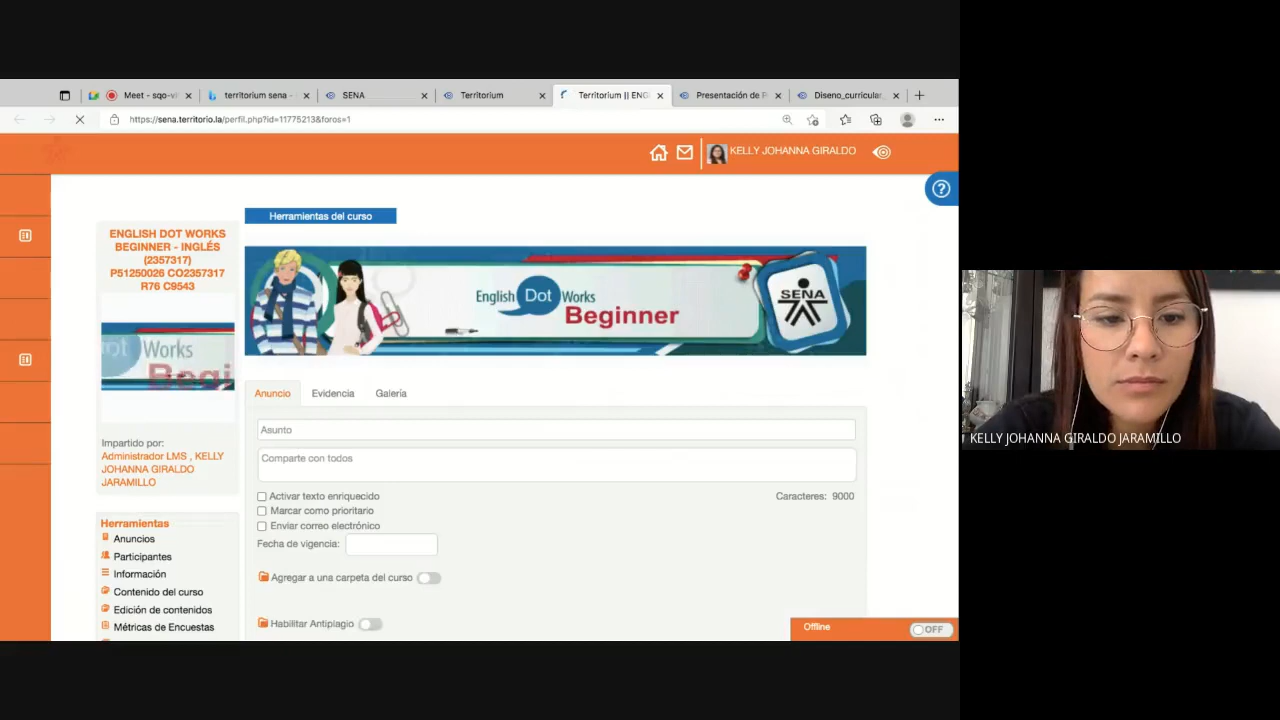 Meet - sqo-vi
territorium sena -
SENA
Territorium
Territorium || ENG
Presentación de P
Diseno_curricular_
https://sena.territorio.la/perfil.php?id=11775213&foros=1
KELLY JOHANNA GIRALDO
Herramientas del curso
ENGLISH DOT WORKS
BEGINNER - INGLÉS
(2357317)
P51250026 CO2357317
R76 C9543
English Dot Works
Beginner
SENA
Dot Works
Begi
Anuncio Evidencia Galería
Asunto
Comparte con todos
Impartido por:
Administrador LMS , KELLY
JOHANNA GIRALDO
JARAMILLO
Activar texto enriquecido
Caracteres: 9000
Marcar como prioritario
Enviar correo electrónico
Fecha de vigencia:
Agregar a una carpeta del curso
Habilitar Antiplagio
Herramientas
Anuncios
Participantes
Información
Contenido del curso
Edición de contenidos
Métricas de Encuestas
Offline
OFF
KELLY JOHANNA GIRALDO JARAMILLO